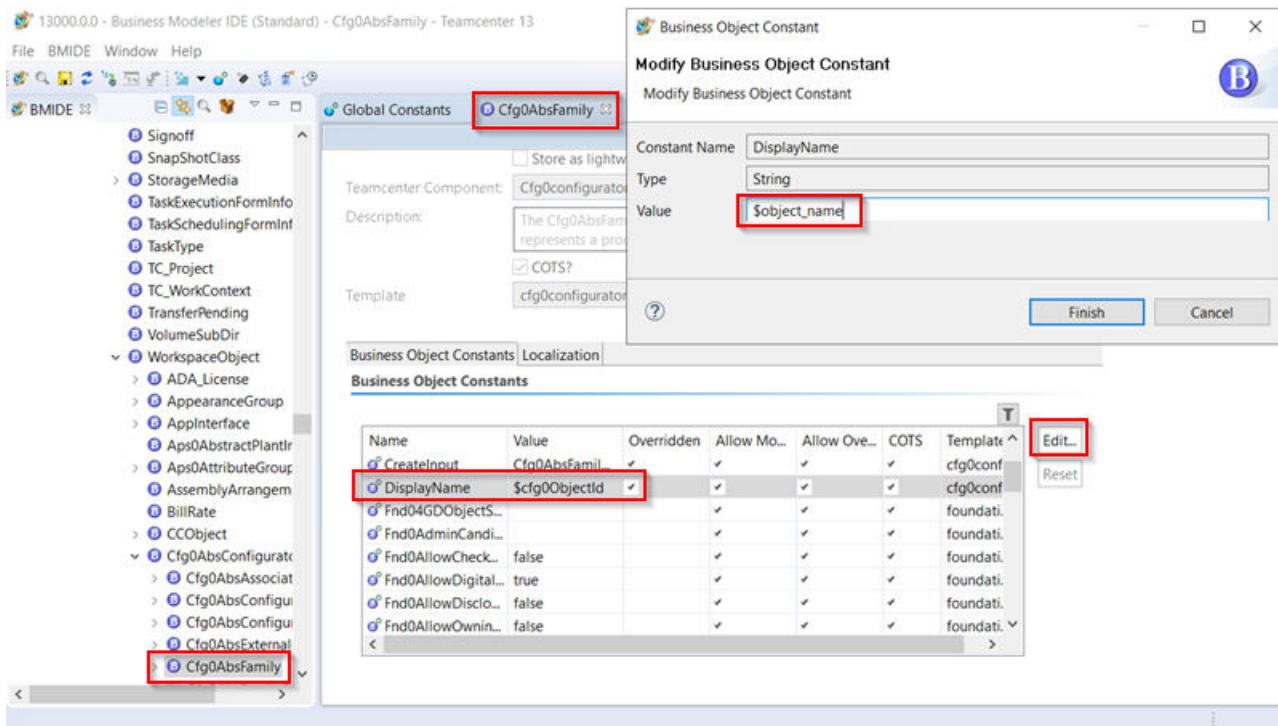 13000.0.0 - Business Modeler IDE (Standard) - Cfg0AbsFamily - Teamcenter 13
File BMIDE Window Help
BMIDE
Signoff
SnapShotClass
StorageMedia
TaskExecutionFormInfo
TaskSchedulingFormInf
TaskType
TC_Project
TC_WorkContext
TransferPending
VolumeSubDir
WorkspaceObject
ADA_License
AppearanceGroup
AppInterface
Aps0AbstractPlantIr
Aps0AttributeGroup
AssemblyArrangem
BillRate
CCObject
Cfg0AbsConfigurato
Cfg0AbsAssociat
Cfg0AbsConfigur
Cfg0AbsConfigur
Cfg0AbsExternal
Cfg0AbsFamily
Global Constants Cfg0AbsFamily
Store as lightw
Teamcenter Component: Cfg0configurator
Description: The Cfg0AbsFam
represents a pro
COTS?
Template cfg0configurator
Business Object Constants Localization
Business Object Constants
Name Value Overridden Allow Mo... Allow Ove... COTS Template
CreateInput Cfg0AbsFamil... cfg0conf
DisplayName $cfg0ObjectId cfg0conf
Fnd04GDObjectS... foundati.
Fnd0AdminCandi... foundati.
Fnd0AllowCheck... false foundati.
Fnd0AllowDigital... true foundati.
Fnd0AllowDisclo... false foundati.
Fnd0AllowOwnin... false foundati.
Edit...
Reset
Business Object Constant
Modify Business Object Constant
Modify Business Object Constant
B
Constant Name DisplayName
Type String
Value $object_name
Finish Cancel